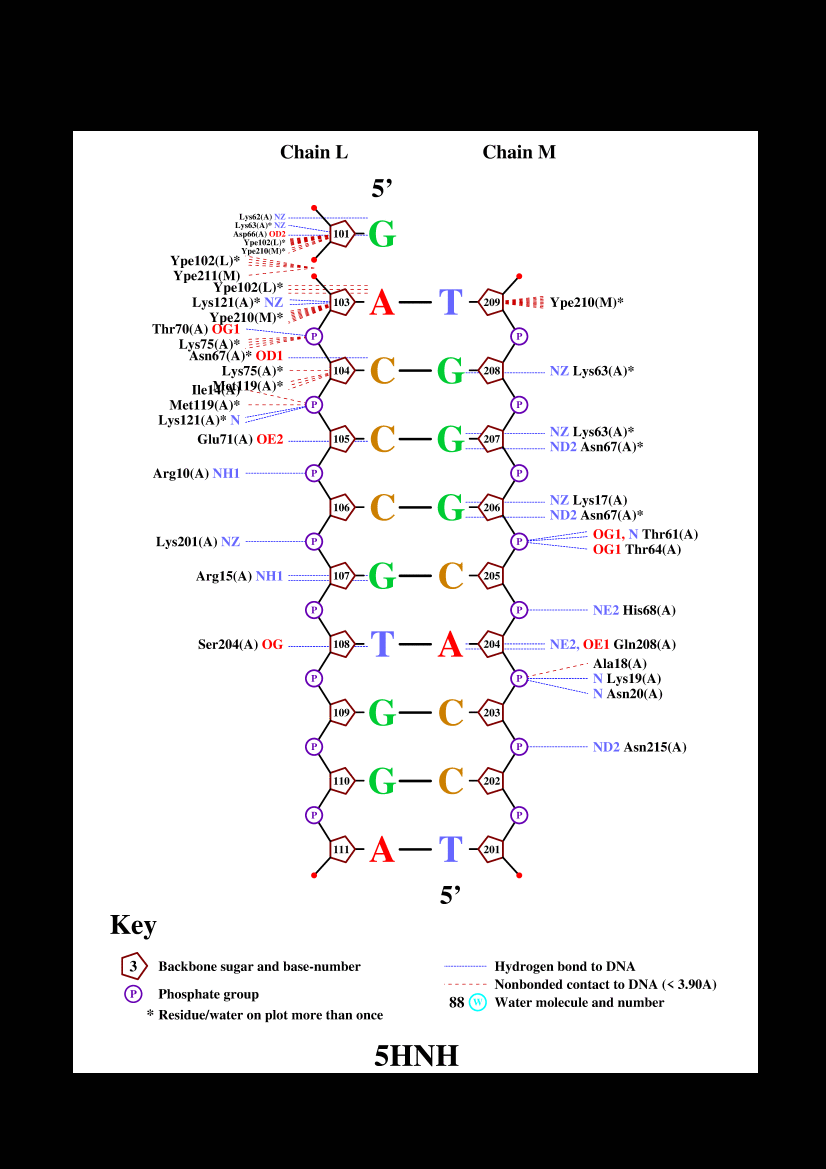 Chain L Chain M
5’
Lys62(A) NZ
Lys63(A)* NZ
Asp66(A) OD2
101 G
Ype102(L)*
Ype210(M)*
Ype102(L)*
Ype211(M)
Ype102(L)*
Lys121(A)* NZ 103 A T 209 Ype210(M)*
Ype210(M)*
Thr70(A) OG1
P P
Lys75(A)*
Asn67(A)* OD1
Lys75(A)* 104 C G 208 NZ Lys63(A)*
Met119(A)*
Ile14(A)
Met119(A)* P P
Lys121(A)* N
NZ Lys63(A)*
Glu71(A) OE2 105 C G 207
ND2 Asn67(A)*
Arg10(A) NH1 P P
NZ Lys17(A)
106 C G 206
ND2 Asn67(A)*
OG1, N Thr61(A)
Lys201(A) NZ P P
OG1 Thr64(A)
Arg15(A) NH1 107 G C 205
P P NE2 His68(A)
Ser204(A) OG 108 T A 204 NE2, OE1 Gln208(A)
Ala18(A)
P P N Lys19(A)
N Asn20(A)
109 G C 203
P P ND2 Asn215(A)
110 G C 202
P P
111 A T 201
5’
Key
3 Backbone sugar and base-number
P Phosphate group
* Residue/water on plot more than once
Hydrogen bond to DNA
Nonbonded contact to DNA (< 3.90A)
88 W Water molecule and number
5HNH